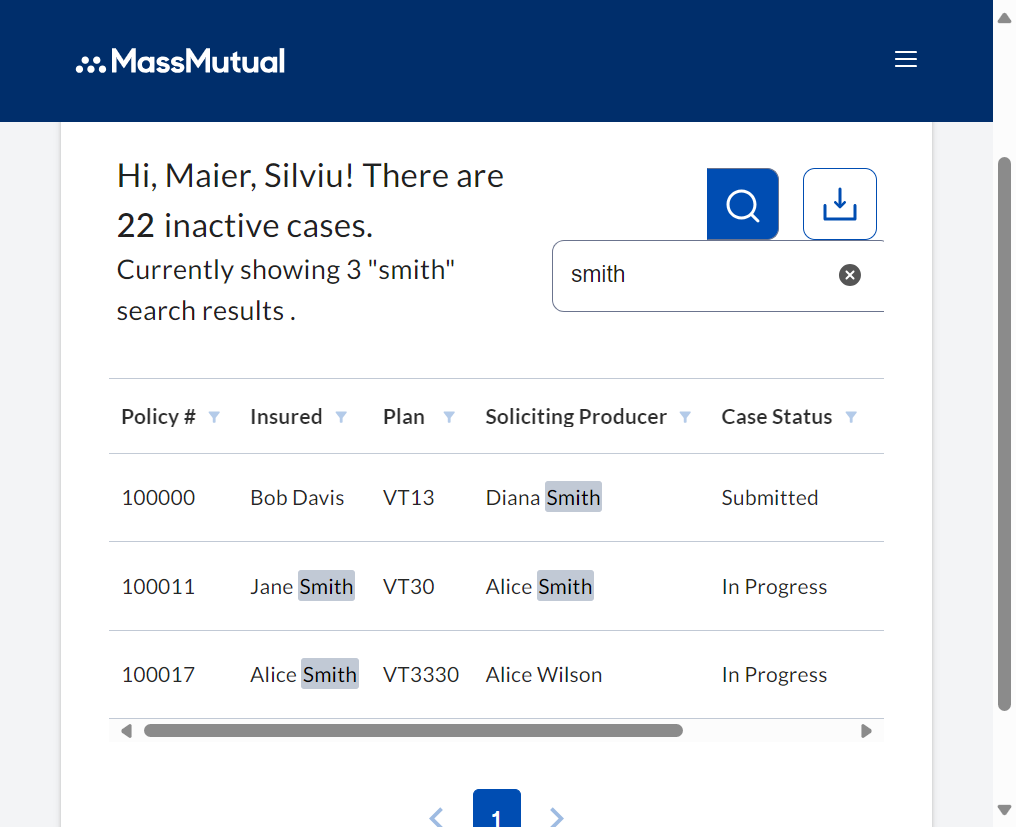 MassMutual
Hi, Maier, Silviu! There are
22 inactive cases.
Currently showing 3 "smith"
search results .
smith
Policy # Insured Plan Soliciting Producer Case Status
100000 Bob Davis VT13 Diana Smith Submitted
100011 Jane Smith VT30 Alice Smith In Progress
100017 Alice Smith VT3330 Alice Wilson In Progress
1